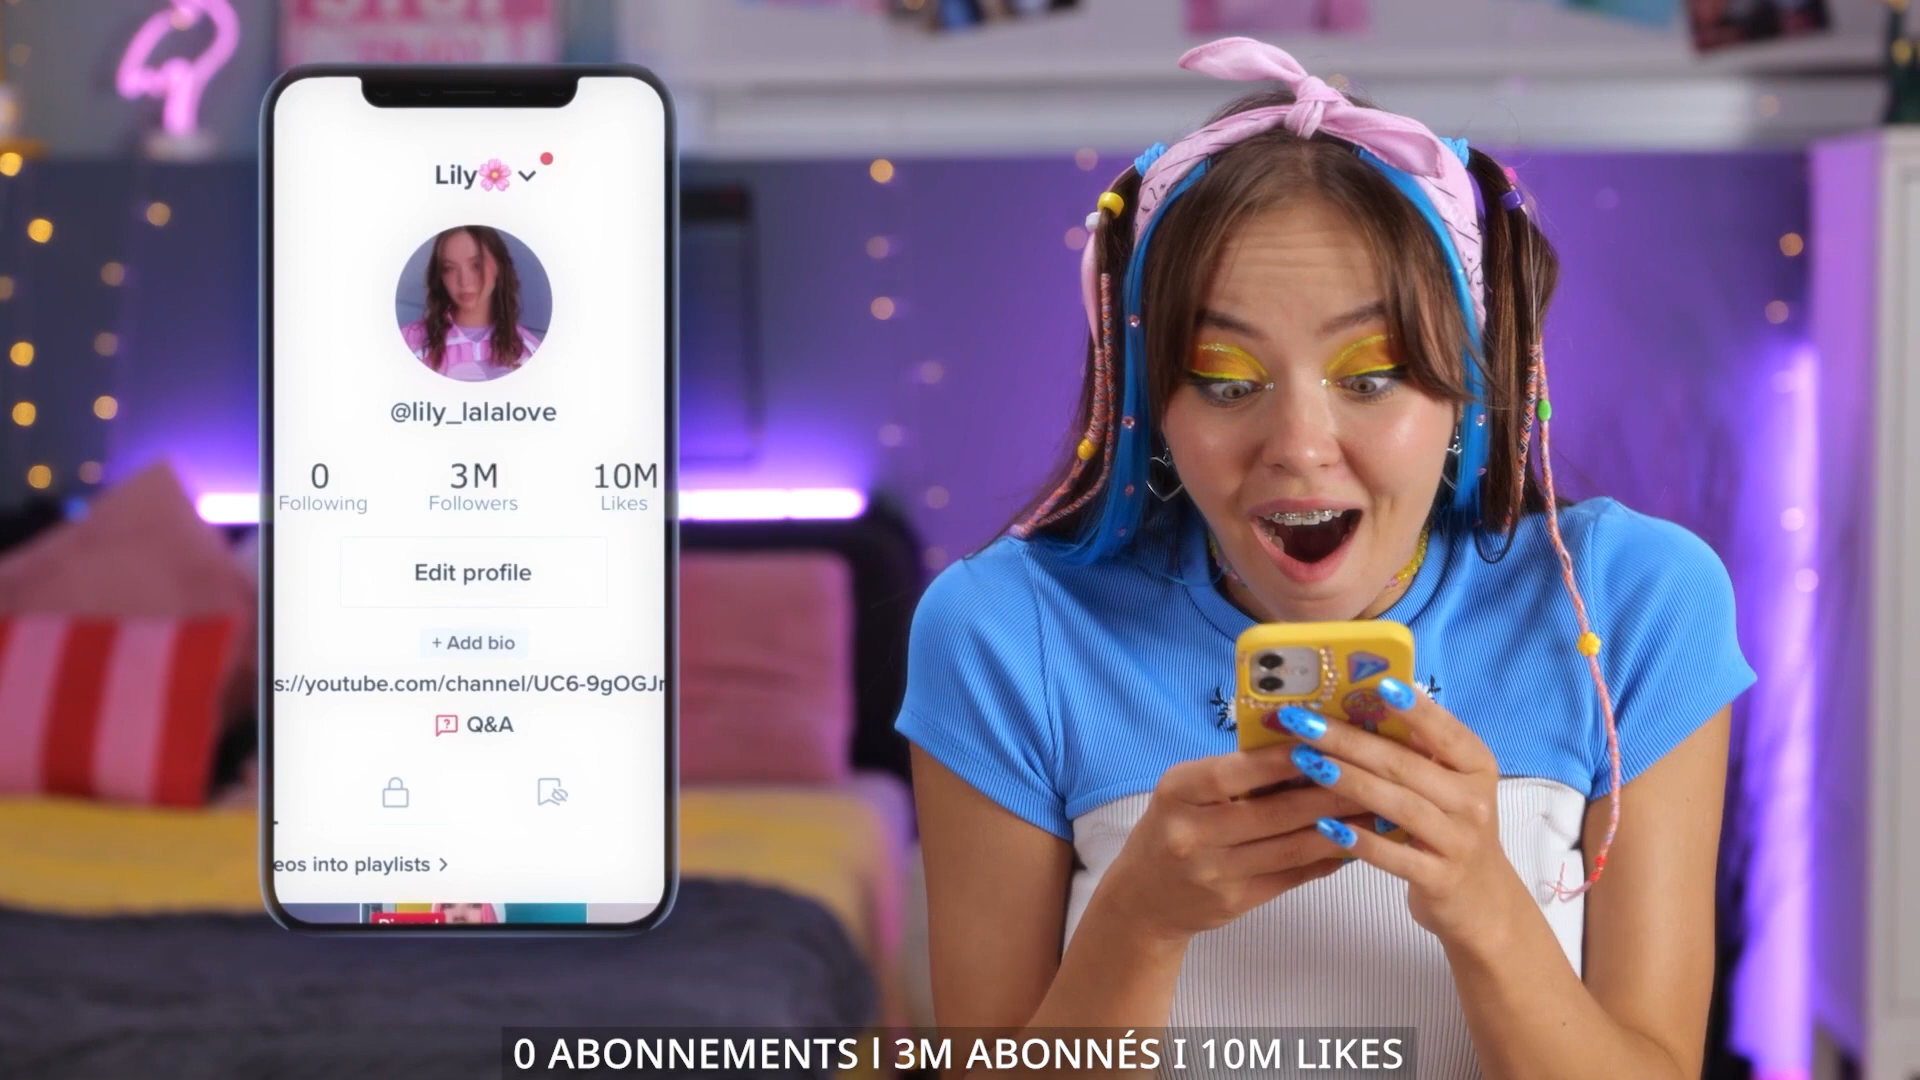 Lily🌸
@lily_lalalove
0 3M 10M
Following Followers Likes
Edit profile
+ Add bio
s://youtube.com/channel/UC6-9gOGJr
Q&A
eos into playlists >
0 ABONNEMENTS l 3M ABONNÉS I 10M LIKES